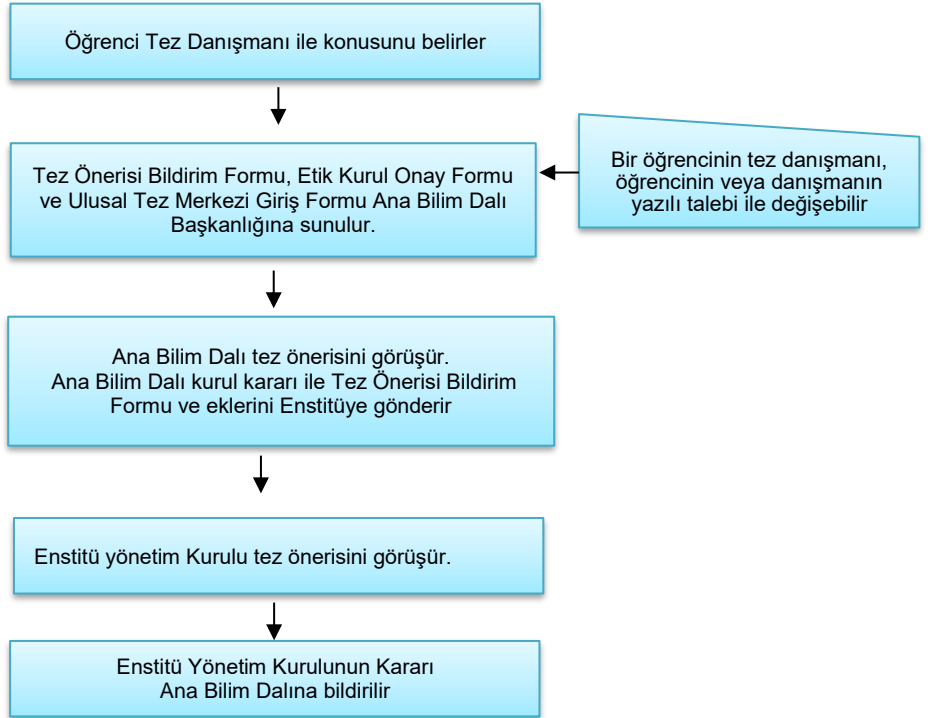 Öğrenci Tez Danışmanı ile konusunu belirler
Tez Önerisi Bildirim Formu, Etik Kurul Onay Formu
ve Ulusal Tez Merkezi Giriş Formu Ana Bilim Dalı
Başkanlığına sunulur.
Bir öğrencinin tez danışmanı,
öğrencinin veya danışmanın
yazılı talebi ile değişebilir
Ana Bilim Dalı tez önerisini görüşür.
Ana Bilim Dalı kurul kararı ile Tez Önerisi Bildirim
Formu ve eklerini Enstitüye gönderir
Enstitü yönetim Kurulu tez önerisini görüşür.
Enstitü Yönetim Kurulunun Kararı
Ana Bilim Dalına bildirilir